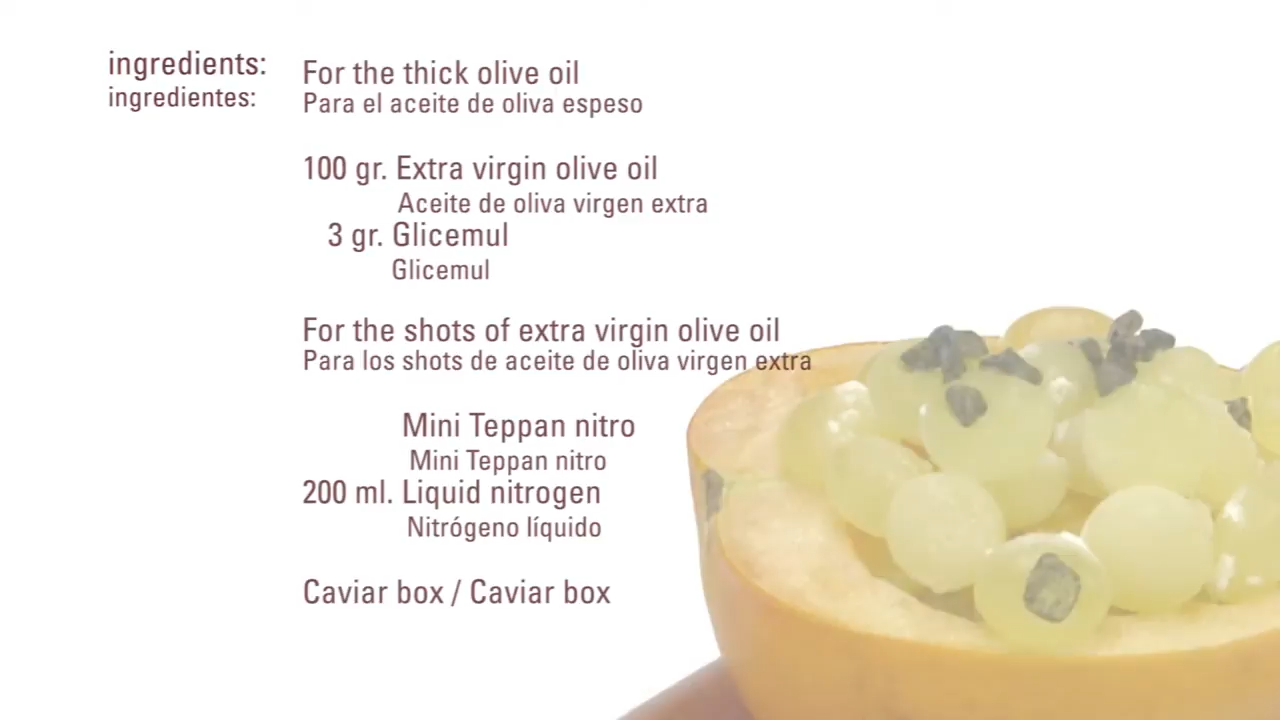 ingredients:
ingredientes:
For the thick olive oil
Para el aceite de oliva espeso
100 gr. Extra virgin olive oil
Aceite de oliva virgen extra
3 gr. Glicemul
Glicemul
For the shots of extra virgin olive oil
Para los shots de aceite de oliva virgen extra
Mini Teppan nitro
Mini Teppan nitro
200 ml. Liquid nitrogen
Nitrógeno líquido
Caviar box / Caviar box